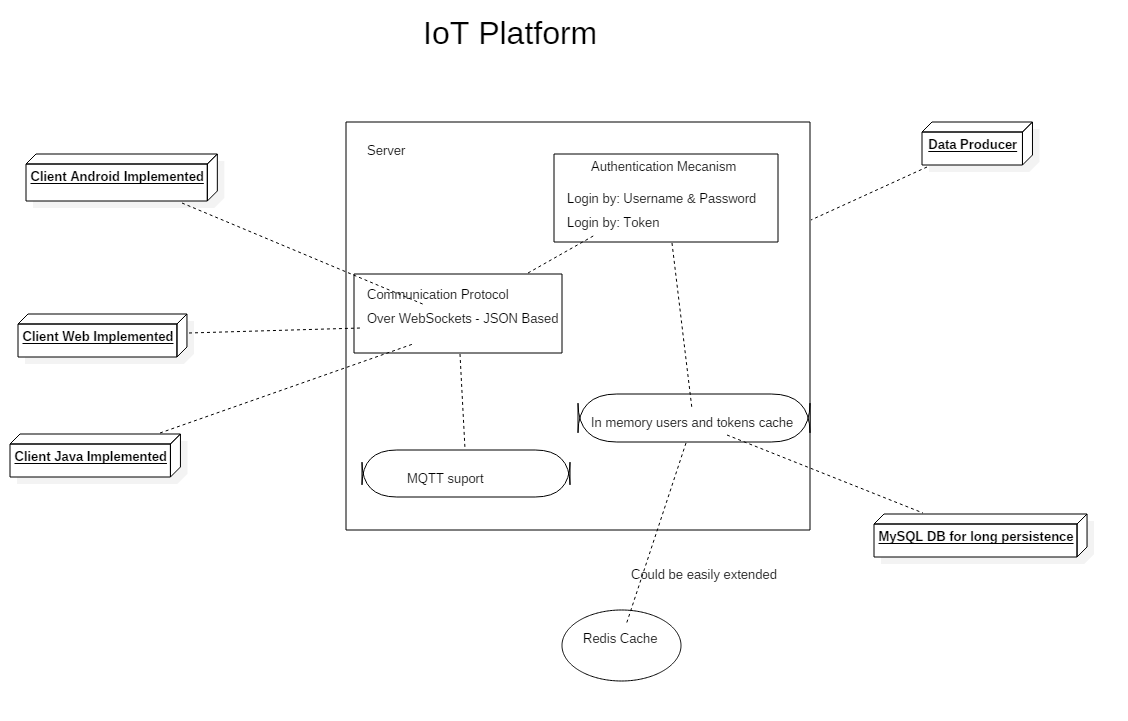 IoT Platform
Server
Authentication Mecanism
Login by: Username & Password
Login by: Token
Data Producer
Client Android Implemented
Communication Protocol
Over WebSockets - JSON Based
Client Web Implemented
Client Java Implemented
In memory users and tokens cache
MQTT suport
MySQL DB for long persistence
Could be easily extended
Redis Cache